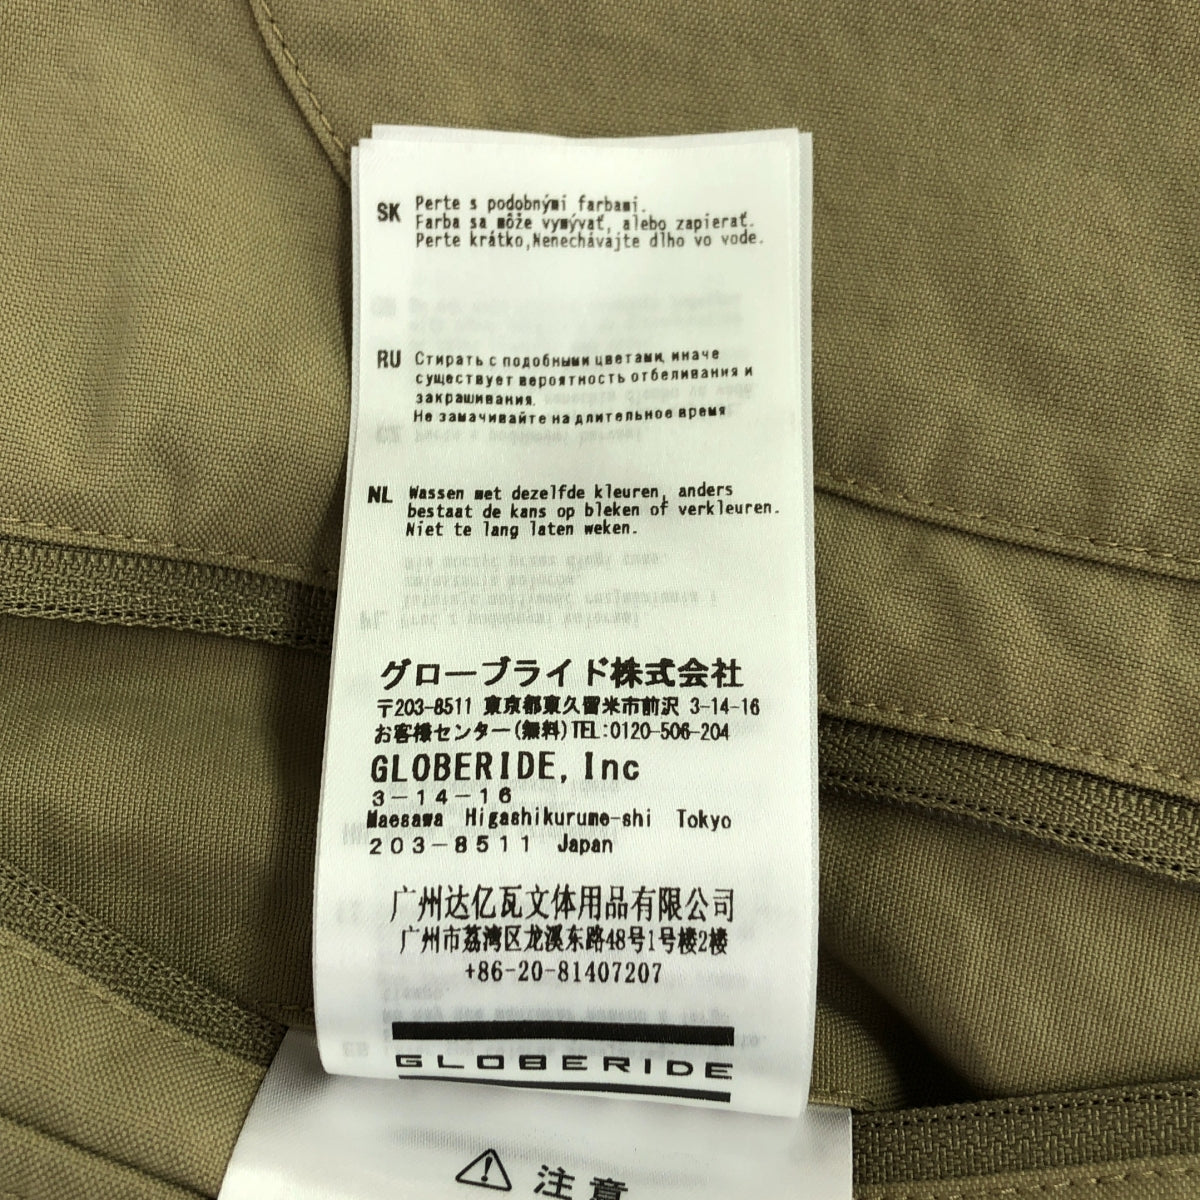 SK Perte s podobnými farbami.
Farba sa môže vymývať, alebo zapierať.
Perte krátko,Nenechávajte dlho vo vode.
RU Стирать с подобными цветами, иначе
существует вероятность отбеливания и
закрашивания.
Не замачивайте на длительное время
NL Wassen met dezelfde kleuren, anders
bestaat de kans op bleken of verkleuren.
Niet te lang laten weken.
グローブライド株式会社
〒203-8511 東京都東久留米市前沢 3-14-16
お客様センター(無料)TEL:0120-506-204
GLOBERIDE, Inc
3-14-16
Maesawa Higashikurume-shi Tokyo
203-8511 Japan
广州达亿瓦文体用品有限公司
广州市荔湾区龙溪东路48号1号楼2楼
+86-20-81407207
GLOBERIDE
注意